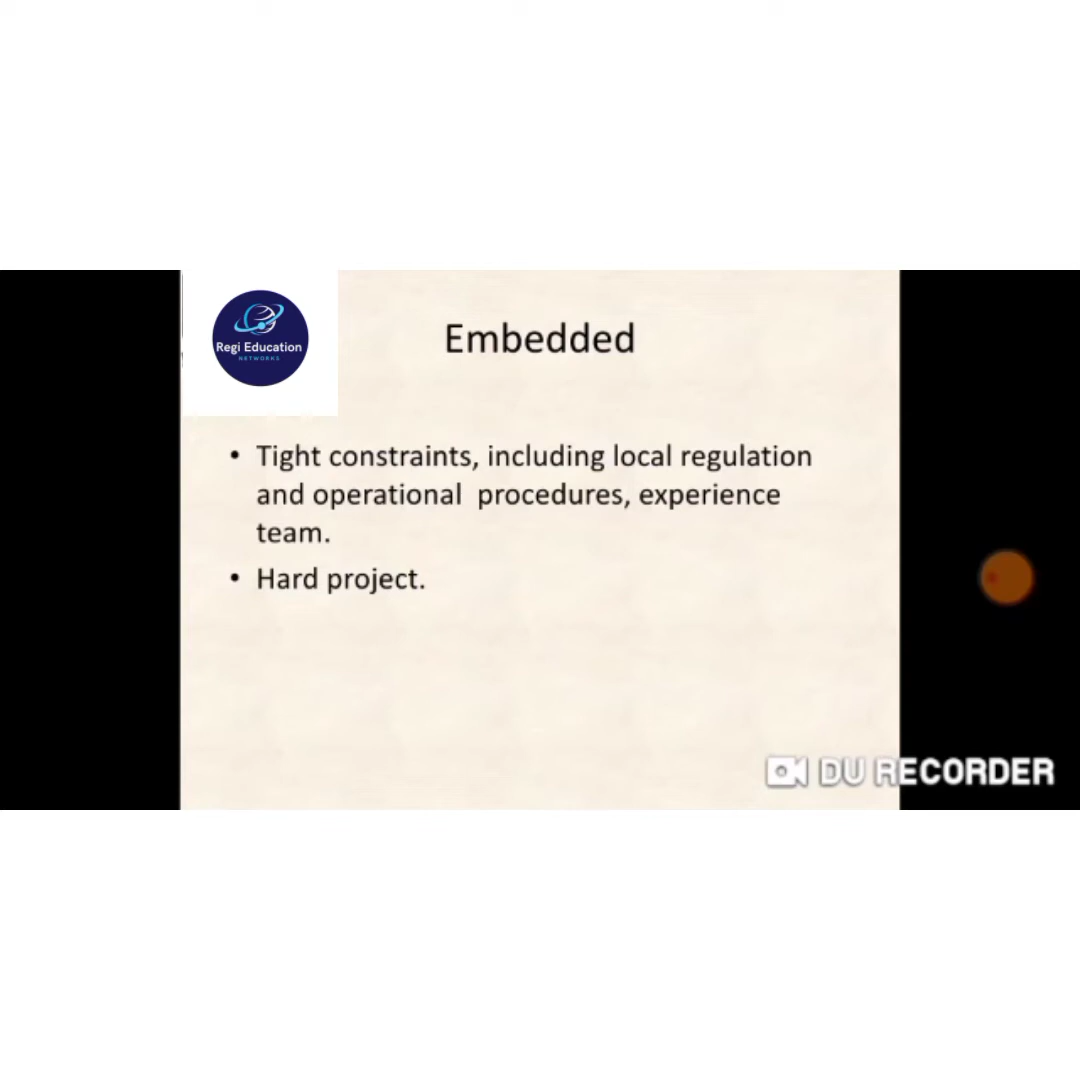 Regi Education
NETWORKS
Embedded
• Tight constraints, including local regulation
and operational procedures, experience
team.
• Hard project.
DU RECORDER